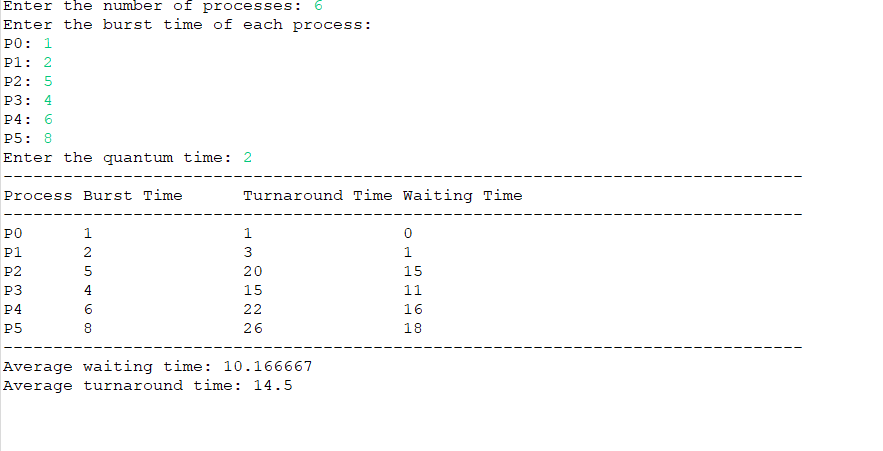 Enter the number of processes: 6
Enter the burst time of each process:
P0: 1
P1: 2
P2: 5
P3: 4
P4: 6
P5: 8
Enter the quantum time: 2
--------------------------------------------------------------------------------
Process Burst Time      Turnaround Time Waiting Time
--------------------------------------------------------------------------------
P0      1               1               0
P1      2               3               1
P2      5               20              15
P3      4               15              11
P4      6               22              16
P5      8               26              18
--------------------------------------------------------------------------------
Average waiting time: 10.166667
Average turnaround time: 14.5